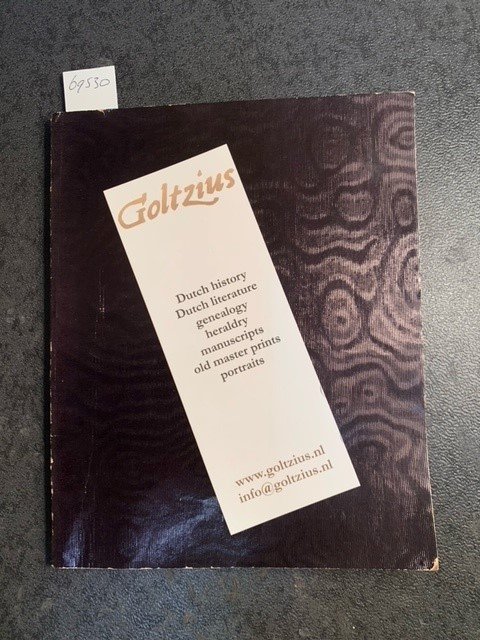 69530
Goltzius
Dutch history
Dutch literature
genealogy
heraldry
manuscripts
old master prints
portraits
www.goltzius.nl
info@goltzius.nl